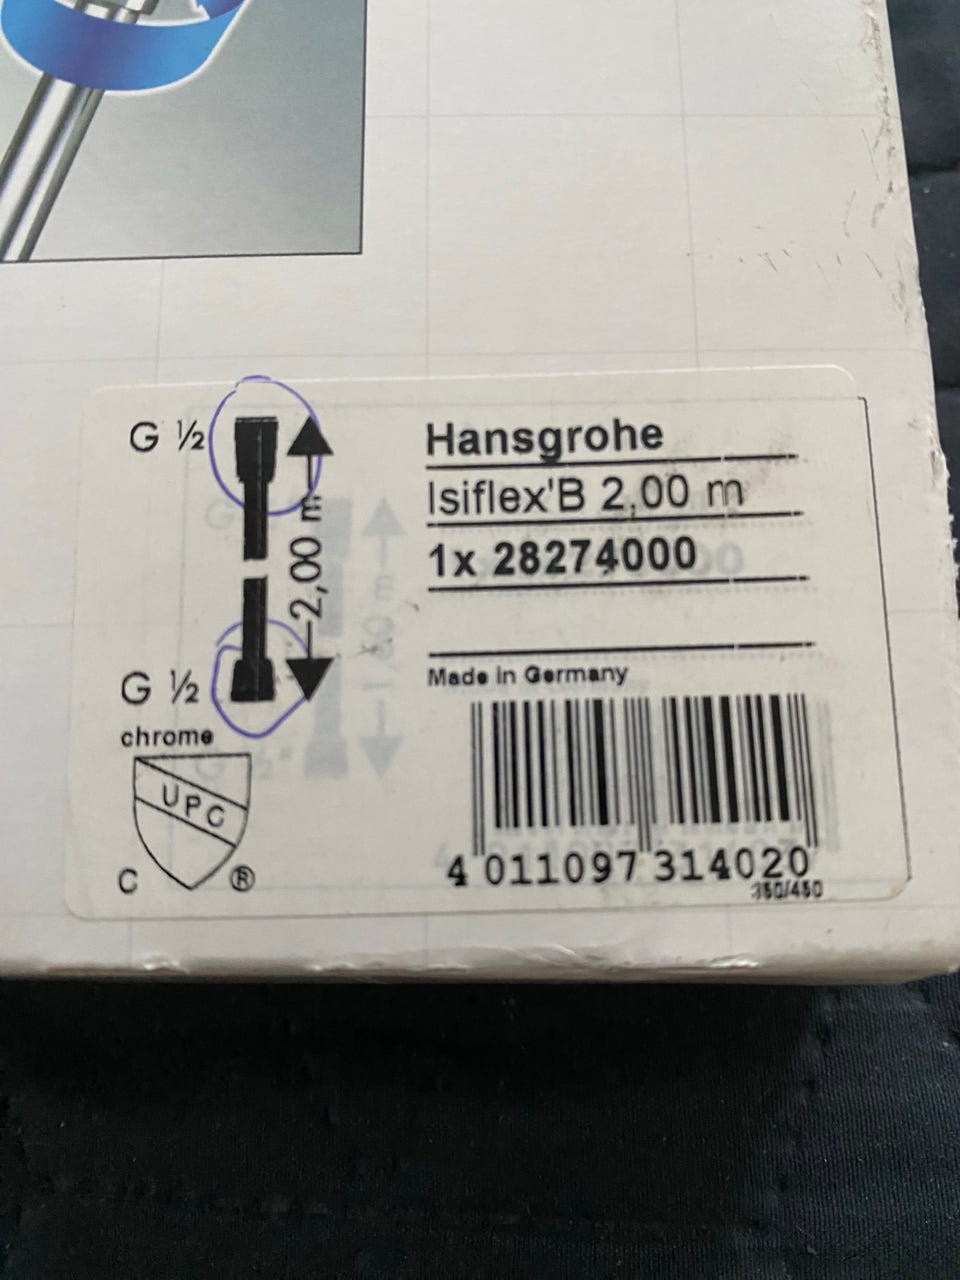 G ½
2,00 m
G ½
chrome
UPC
C ®
Hansgrohe
Isiflex'B 2,00 m
1x 28274000
Made in Germany
4 011097 314020
350/450